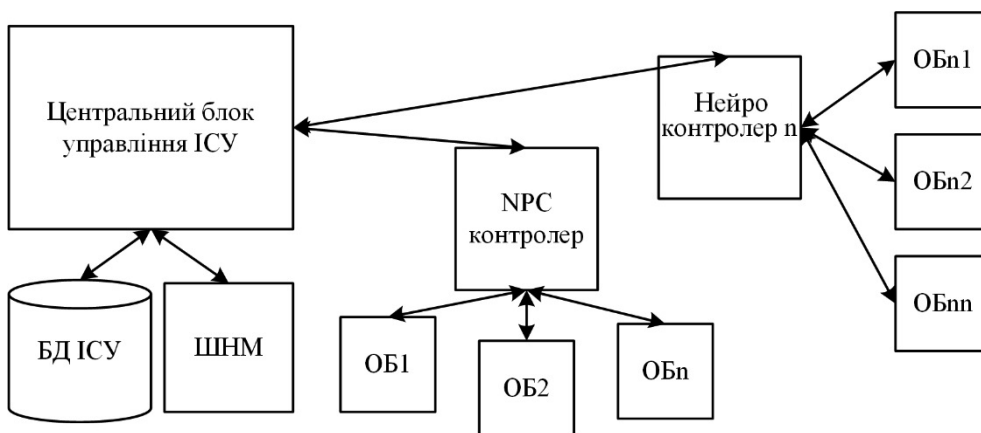 Центральний блок
управління ІСУ
Нейро
контролер n
ОБn1
ОБn2
ОБnn
NPC
контролер
БД ІСУ
ШНМ
ОБ1
ОБ2
ОБn